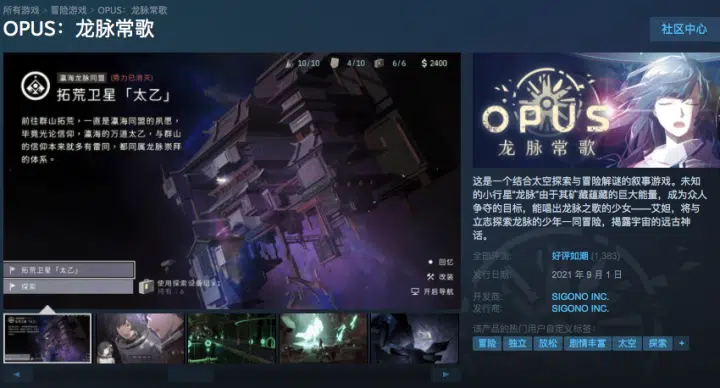 所有游戏 > 冒险游戏 > OPUS：龙脉常歌
OPUS：龙脉常歌
社区中心
瀛海龙脉同盟
10/10
4/10
6/6
$ 2400
拓荒卫星「太乙」
前往群山拓荒，一直是瀛海同盟的夙愿，
毕竟光论信仰，瀛海的万道太乙，与群山
的信仰本来就多有雷同，都同属龙脉崇拜
的体系。
回忆
改装
开启导航
拓荒卫星「太乙」
探索
使用探索设备组
OPUS
龙脉常歌
这是一个结合太空探索与冒险解谜的叙事游戏。未知
的小行星“龙脉”由于其矿藏蕴藏的巨大能量，成为众人
争夺的目标，能唱出龙脉之歌的少女——艾妲，将与
立志探索龙脉的少年一同冒险，揭露宇宙的远古神
话。
全部评测： 好评如潮 (1,383)
发行日期： 2021 年 9 月 1 日
开发商： SIGONO INC.
发行商： SIGONO INC.
该产品的热门用户自定义标签：
冒险 独立 放松 剧情丰富 太空 探索 +